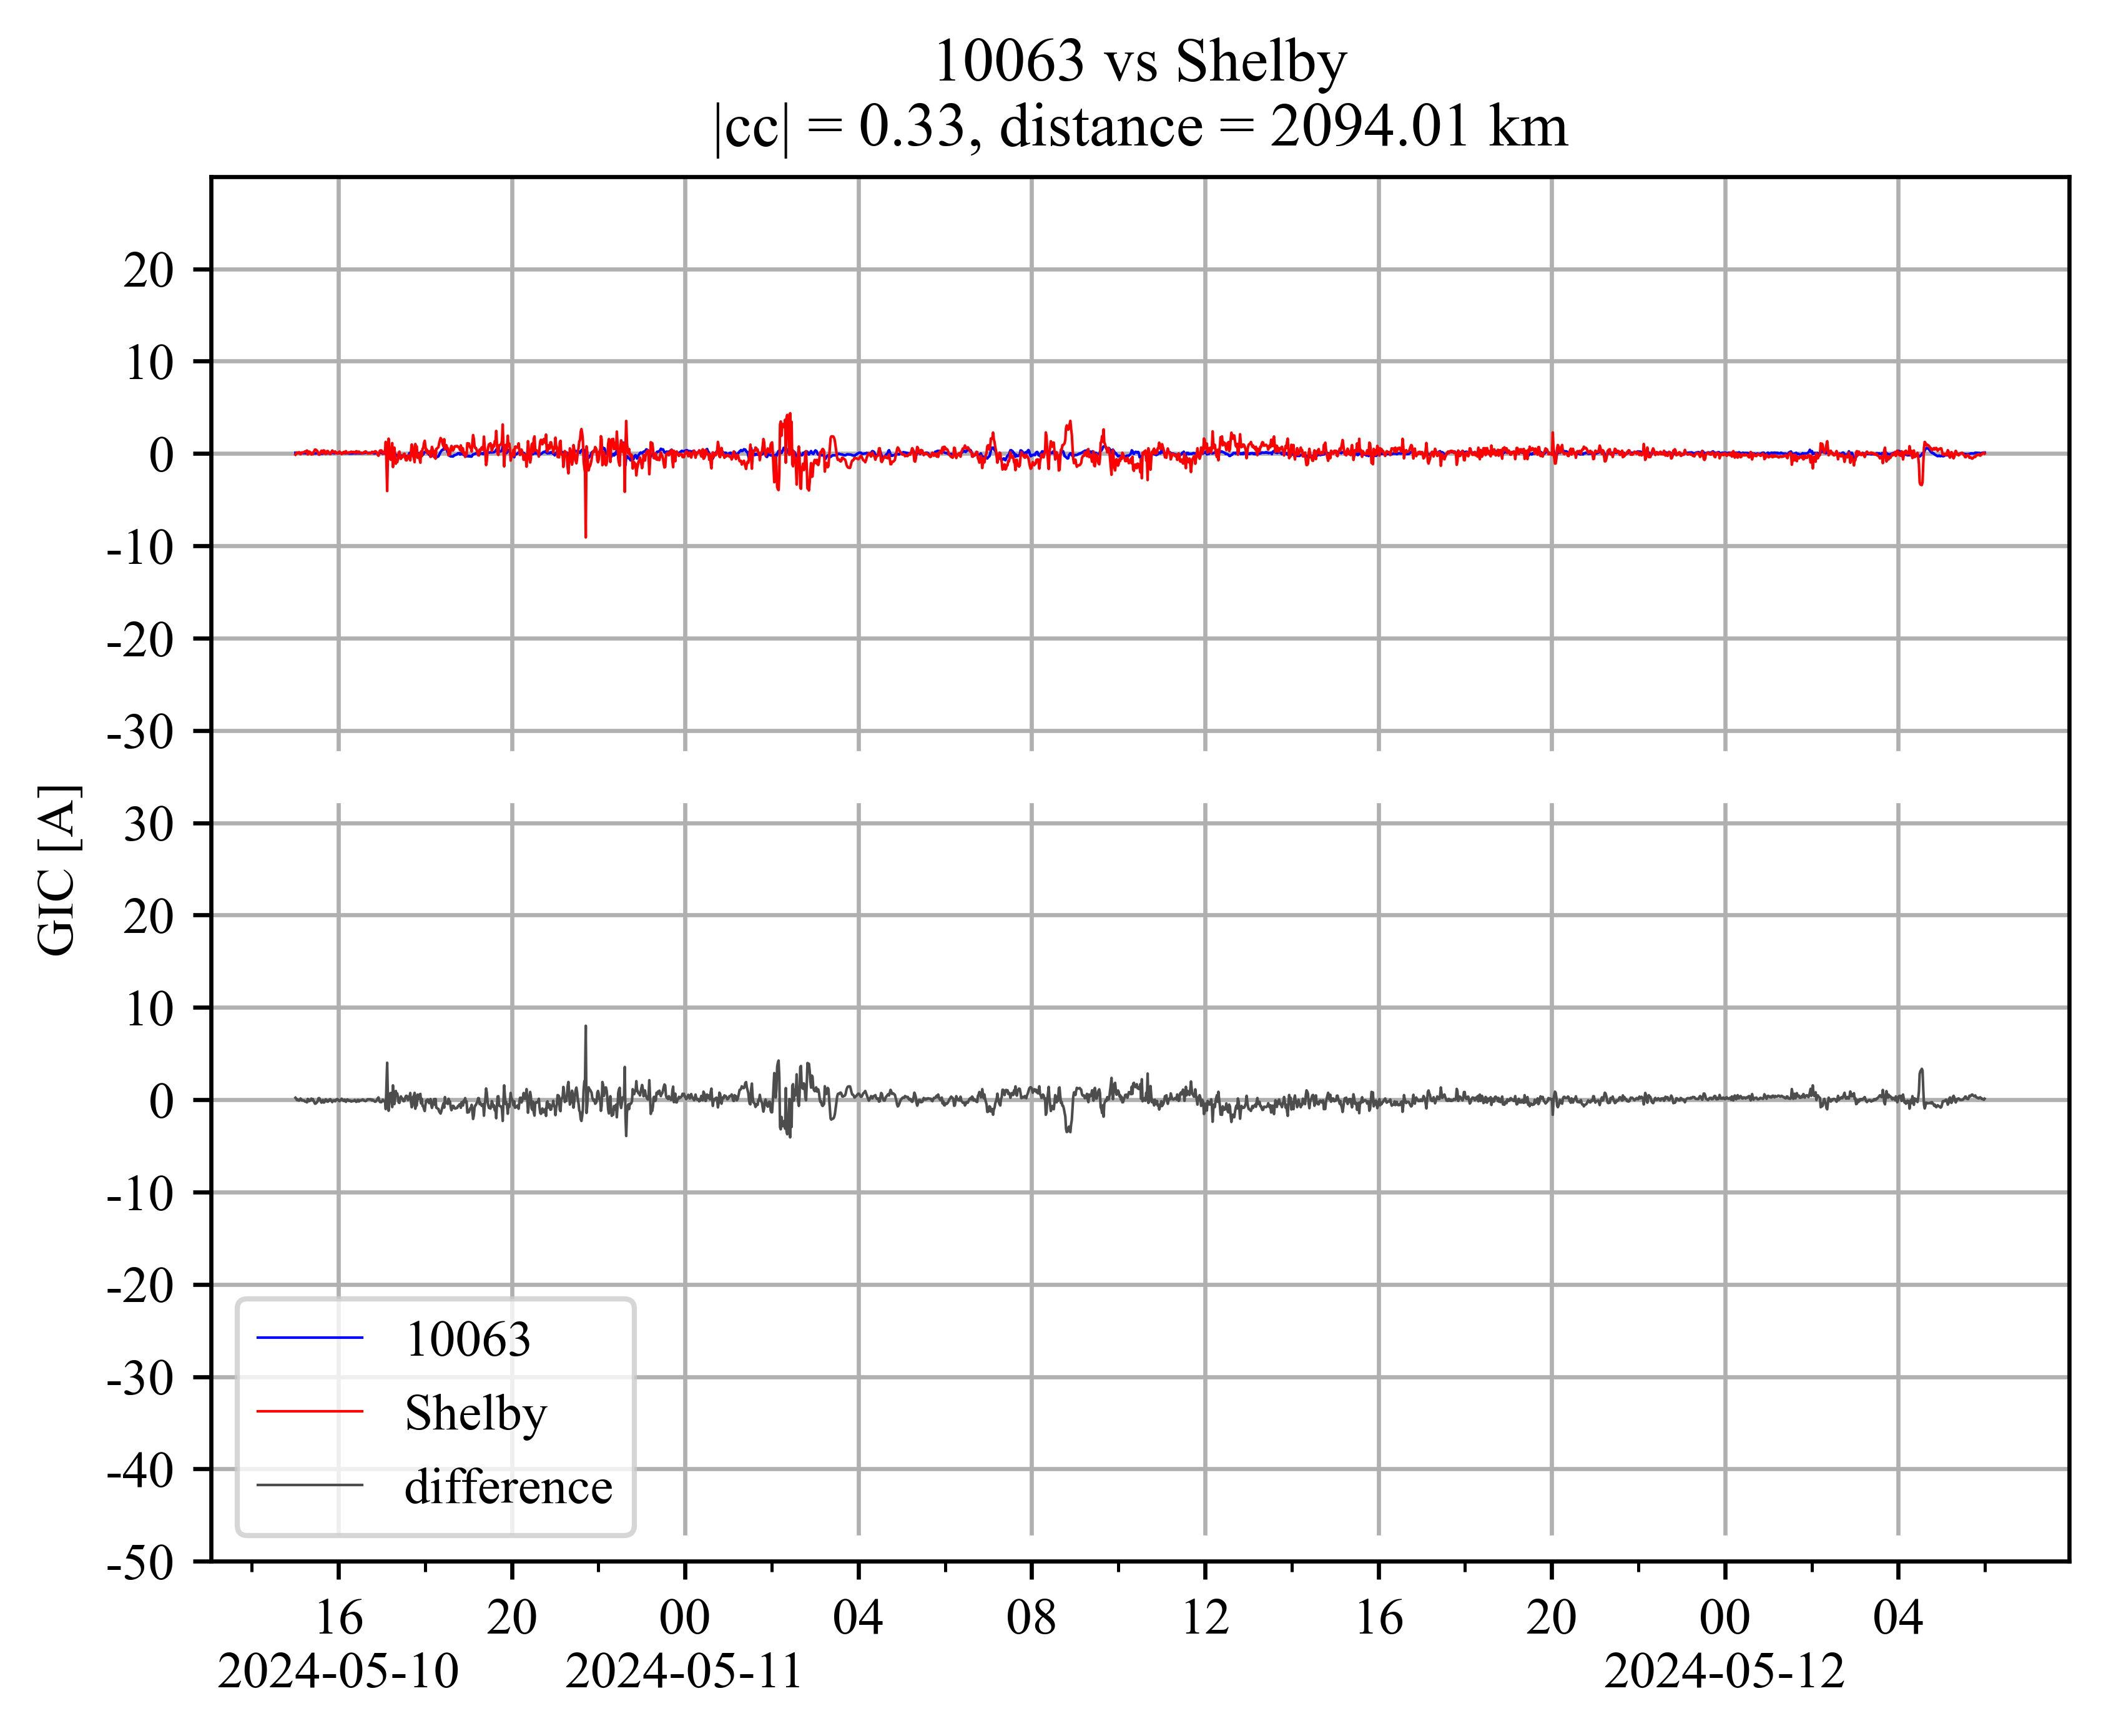 10063 vs Shelby
|cc| = 0.33, distance = 2094.01 km
20
10
0
-10
-20
-30
30
20
10
0
-10
-20
-30
-40
-50
GIC [A]
10063
Shelby
difference
16 20 00 04 08 12 16 20 00 04
2024-05-10 2024-05-11 2024-05-12